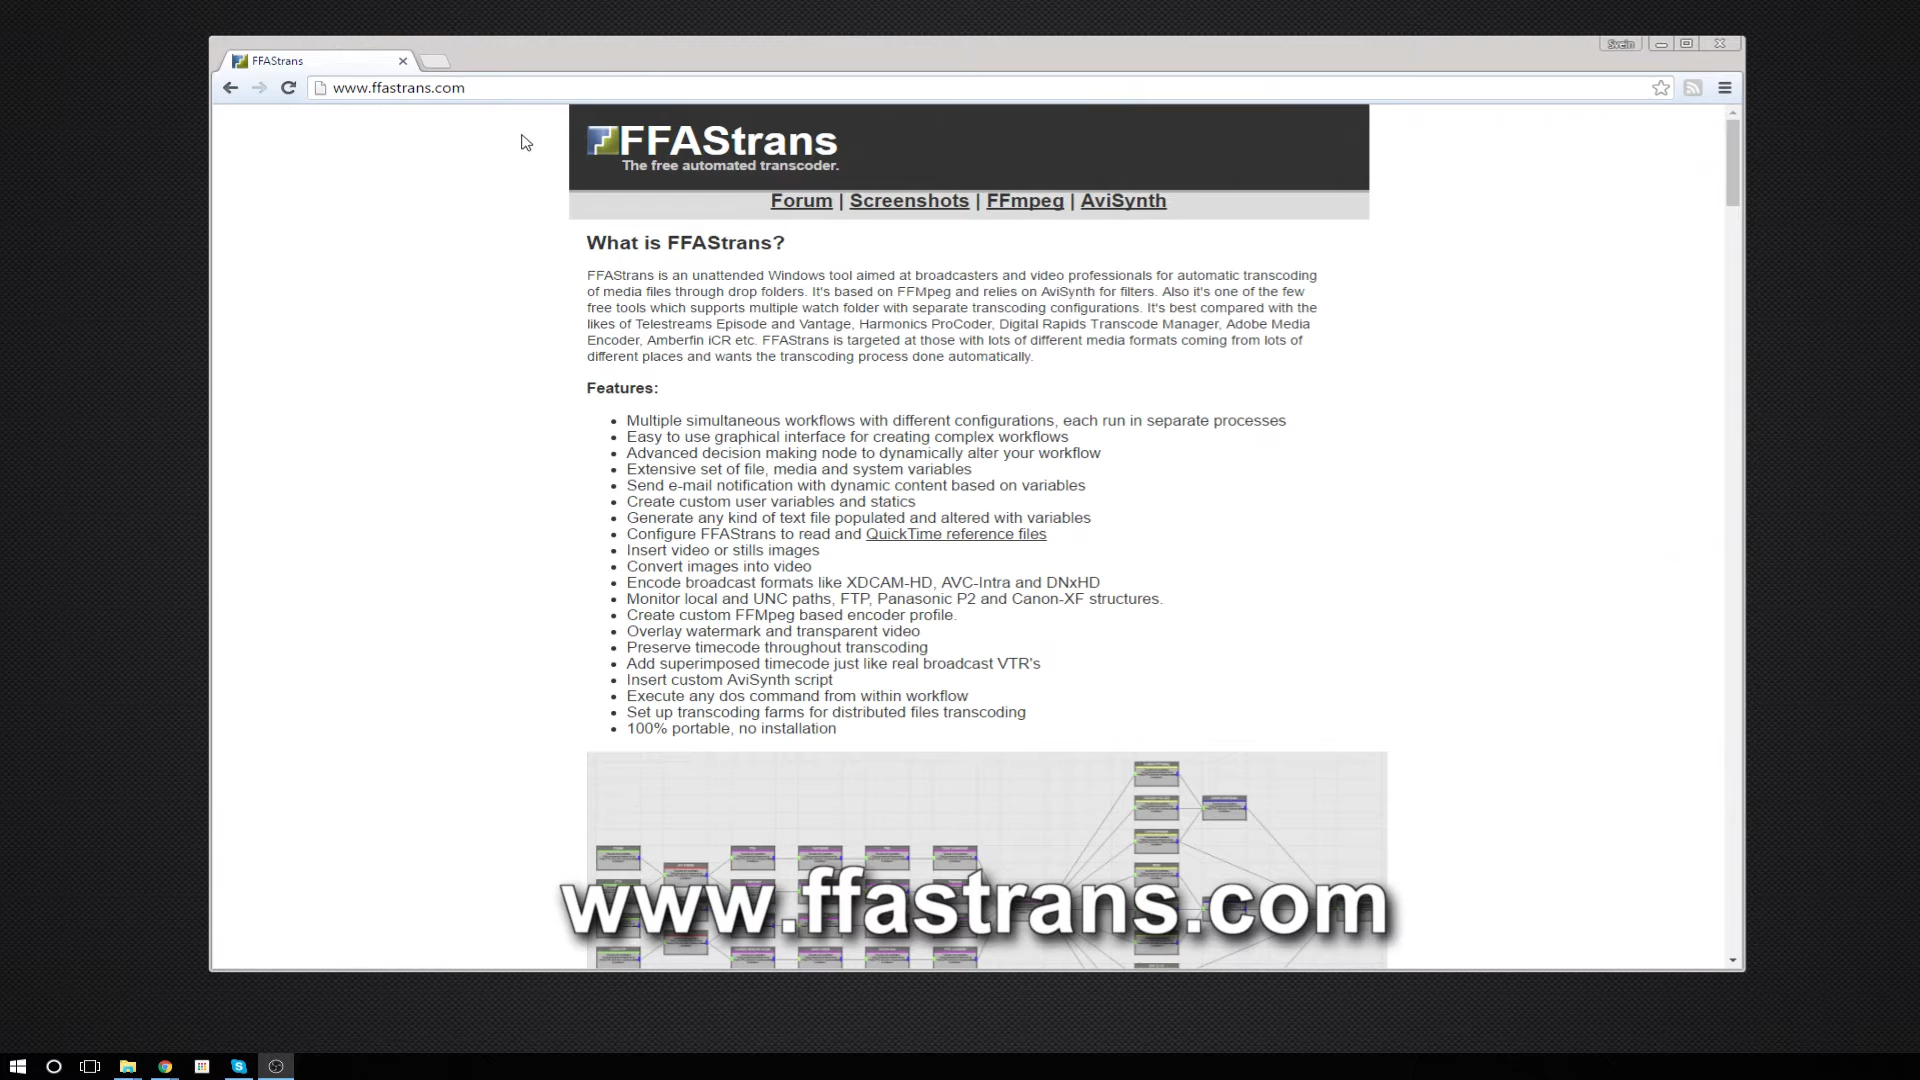 Svein
FFAStrans
www.ffastrans.com
FFAStrans
The free automated transcoder.
Forum | Screenshots | FFmpeg | AviSynth
What is FFAStrans?
FFAStrans is an unattended Windows tool aimed at broadcasters and video professionals for automatic transcoding
of media files through drop folders. It's based on FFMpeg and relies on AviSynth for filters. Also it's one of the few
free tools which supports multiple watch folder with separate transcoding configurations. It's best compared with the
likes of Telestreams Episode and Vantage, Harmonics ProCoder, Digital Rapids Transcode Manager, Adobe Media
Encoder, Amberfin iCR etc. FFAStrans is targeted at those with lots of different media formats coming from lots of
different places and wants the transcoding process done automatically.
Features:
Multiple simultaneous workflows with different configurations, each run in separate processes
Easy to use graphical interface for creating complex workflows
Advanced decision making node to dynamically alter your workflow
Extensive set of file, media and system variables
Send e-mail notification with dynamic content based on variables
Create custom user variables and statics
Generate any kind of text file populated and altered with variables
Configure FFAStrans to read and QuickTime reference files
Insert video or stills images
Convert images into video
Encode broadcast formats like XDCAM-HD, AVC-Intra and DNxHD
Monitor local and UNC paths, FTP, Panasonic P2 and Canon-XF structures.
Create custom FFMpeg based encoder profile.
Overlay watermark and transparent video
Preserve timecode throughout transcoding
Add superimposed timecode just like real broadcast VTR's
Insert custom AviSynth script
Execute any dos command from within workflow
Set up transcoding farms for distributed files transcoding
100% portable, no installation
www.ffastrans.com